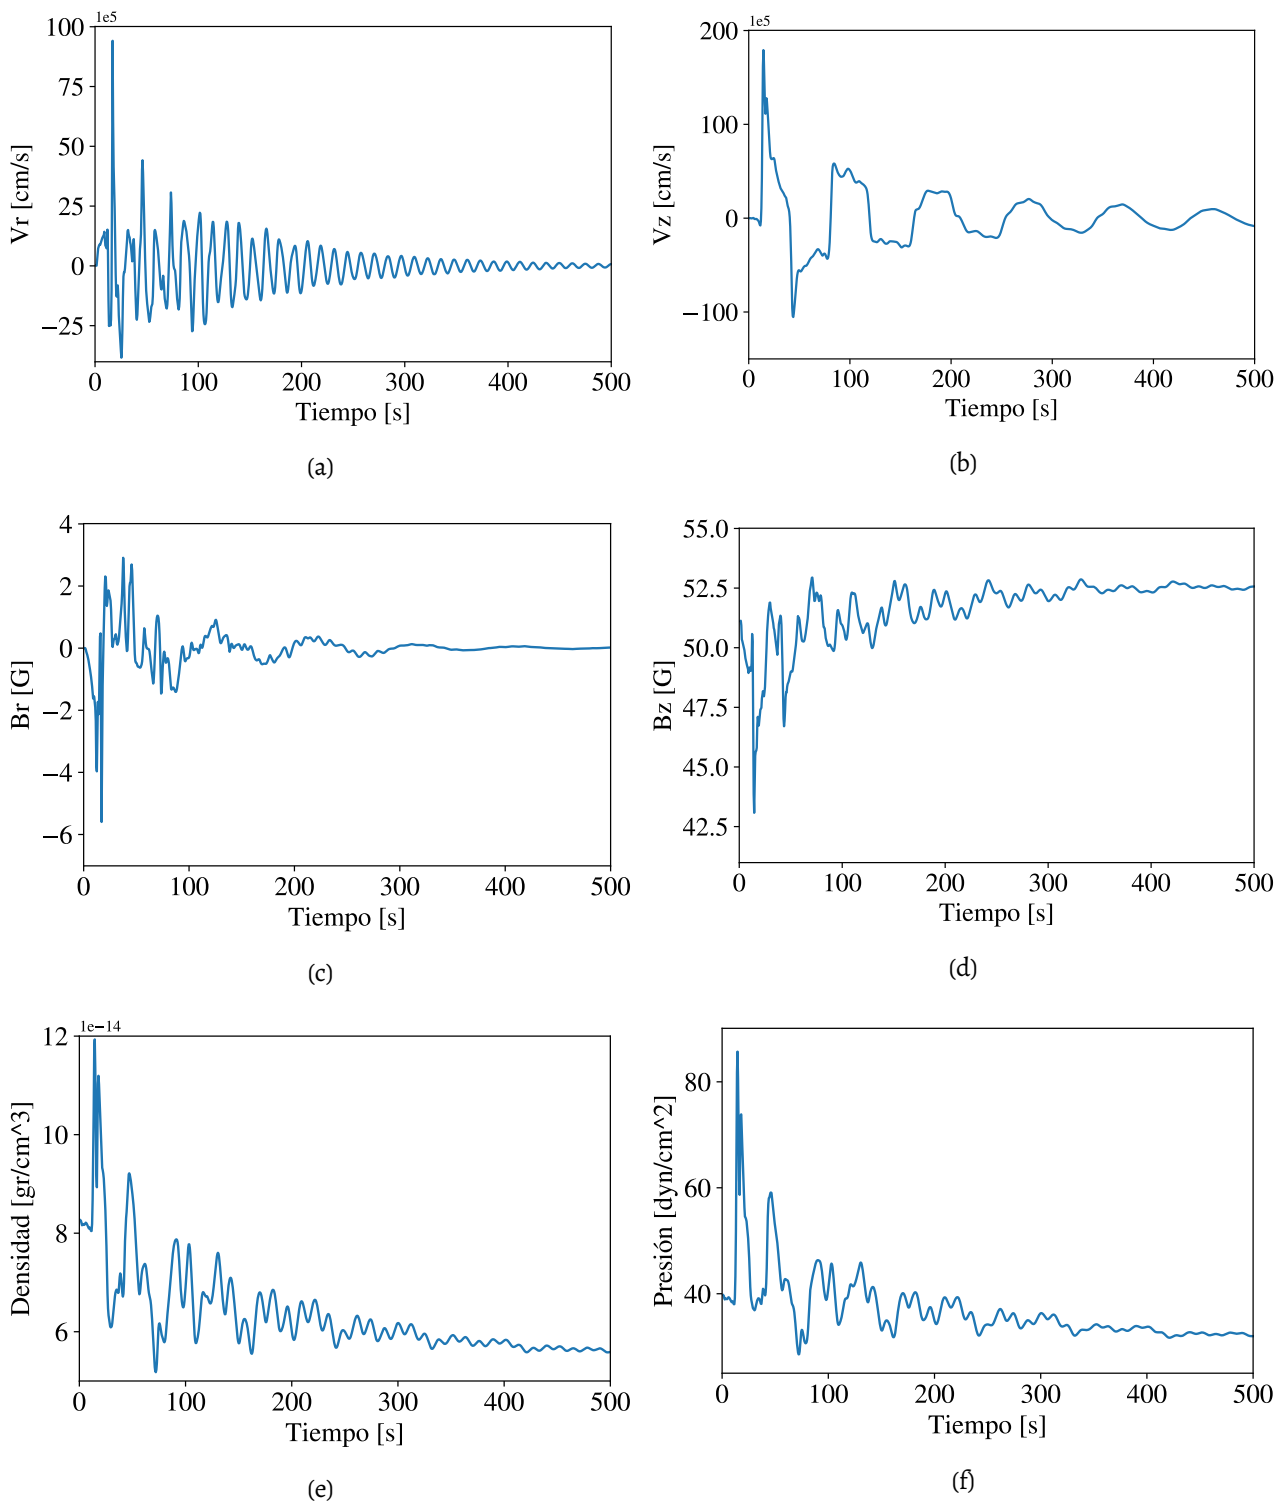 1e5
100
75
50
25
0
−25
Vr [cm/s]
0 100 200 300 400 500
Tiempo [s]
(a)
1e5
200
100
0
−100
Vz [cm/s]
0 100 200 300 400 500
Tiempo [s]
(b)
4
2
0
−2
−4
−6
Br [G]
0 100 200 300 400 500
Tiempo [s]
(c)
55.0
52.5
50.0
47.5
45.0
42.5
Bz [G]
0 100 200 300 400 500
Tiempo [s]
(d)
1e−14
12
10
8
6
Densidad [gr/cm^3]
0 100 200 300 400 500
Tiempo [s]
(e)
80
60
40
Presión [dyn/cm^2]
0 100 200 300 400 500
Tiempo [s]
(f)